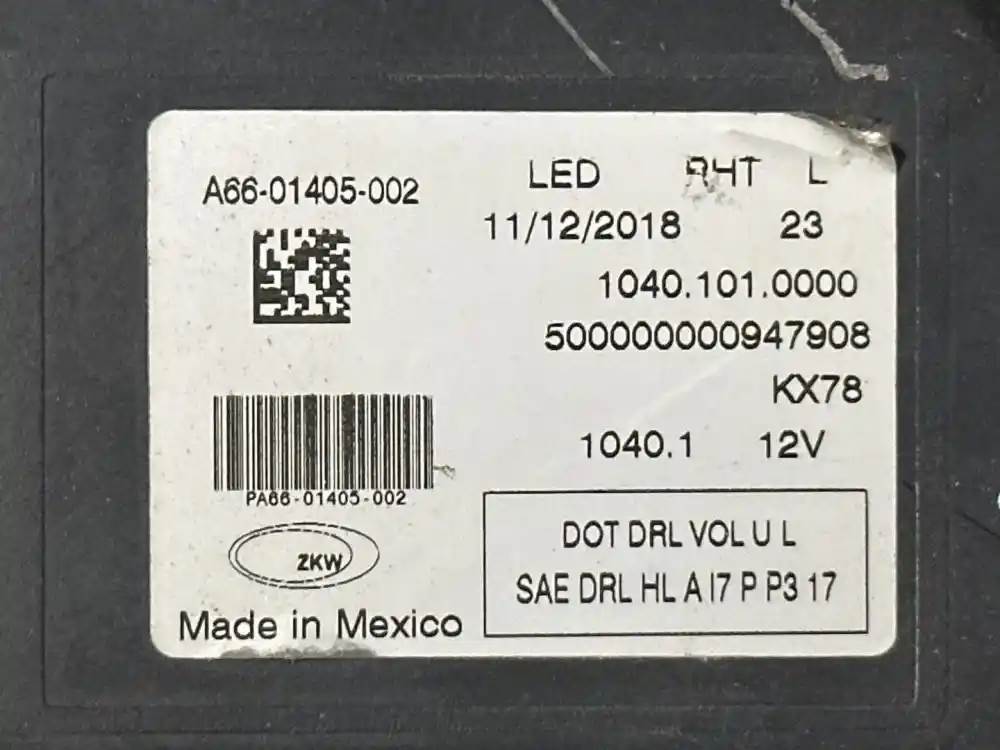 A66-01405-002
LED RHT L
11/12/2018 23
1040.101.0000
500000000947908
KX78
1040.1 12V
PA66-01405-002
ZKW
Made in Mexico
DOT DRL VOL U L
SAE DRL HL A I7 P P3 17